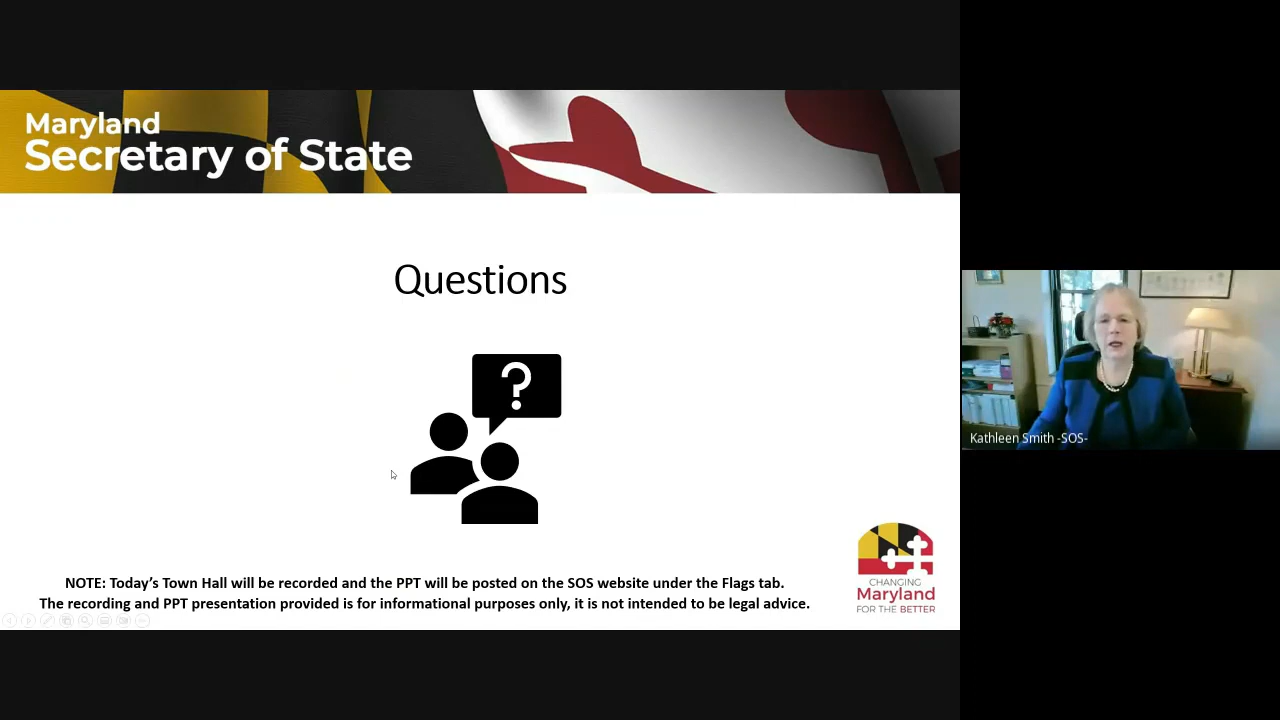 Maryland
Secretary of State
Questions
?
NOTE: Today's Town Hall will be recorded and the PPT will be posted on the SOS website under the Flags tab.
The recording and PPT presentation provided is for informational purposes only, it is not intended to be legal advice.
CHANGING
Maryland
FOR THE BETTER
Kathleen Smith -SOS-